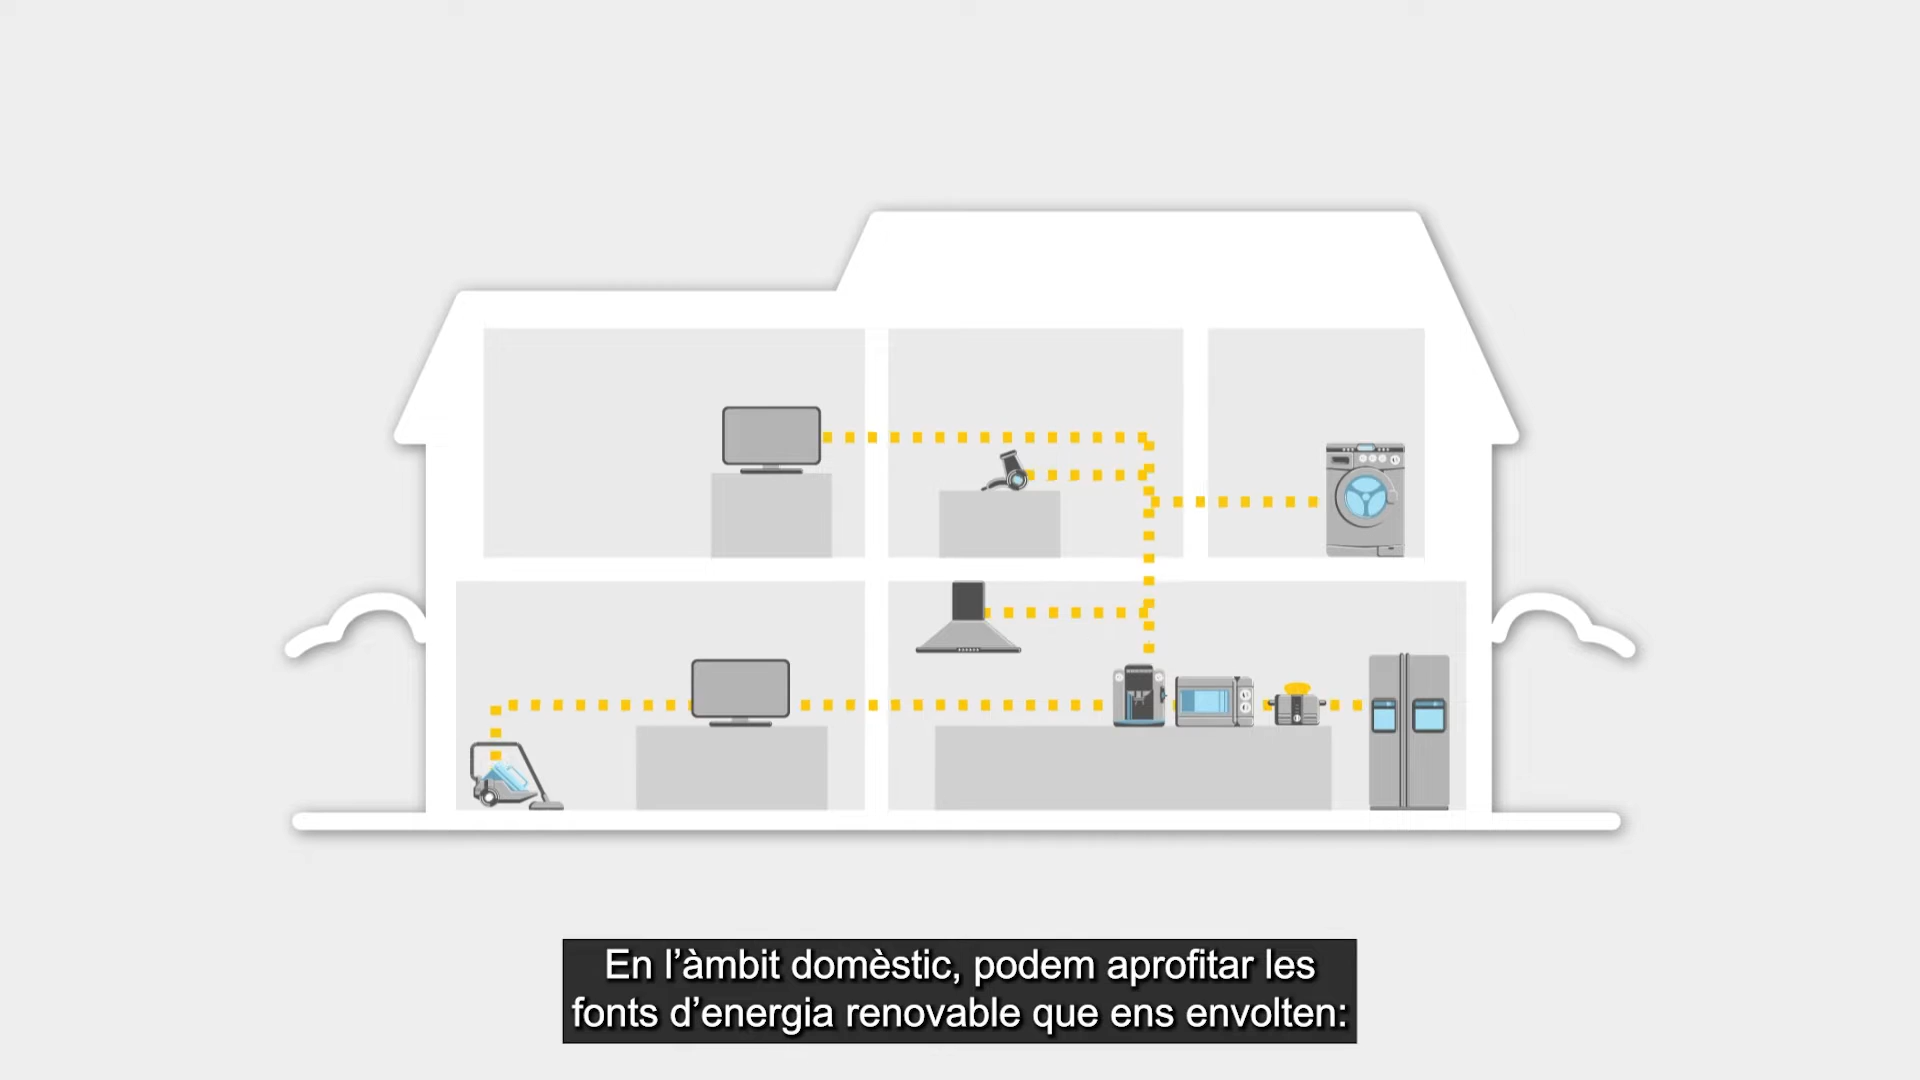 En l’àmbit domèstic, podem aprofitar les
fonts d’energia renovable que ens envolten: